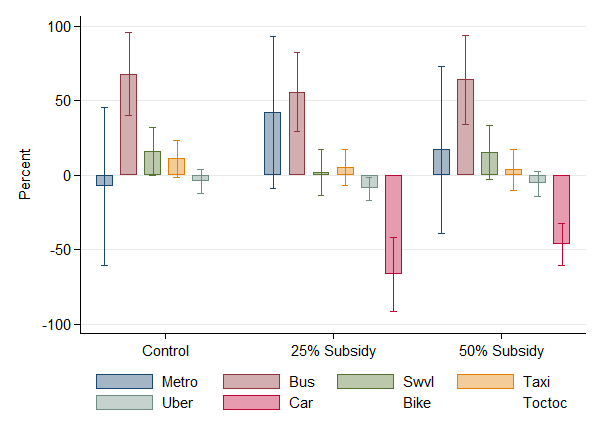 100
50
0
-50
-100
Percent
Control 25% Subsidy 50% Subsidy
Metro Bus Swvl Taxi
Uber Car Bike Toctoc